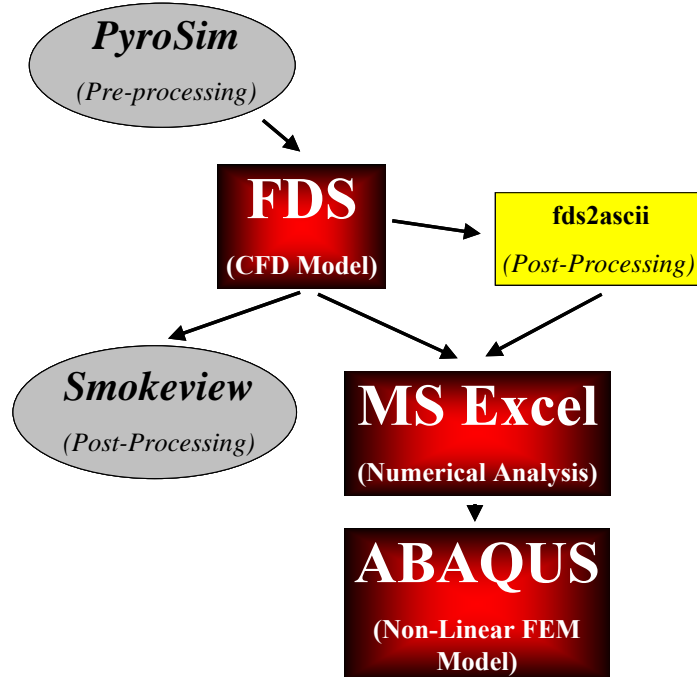 PyroSim
(Pre-processing)
FDS
(CFD Model)
fds2ascii
(Post-Processing)
Smokeview
(Post-Processing)
MS Excel
(Numerical Analysis)
ABAQUS
(Non-Linear FEM
Model)